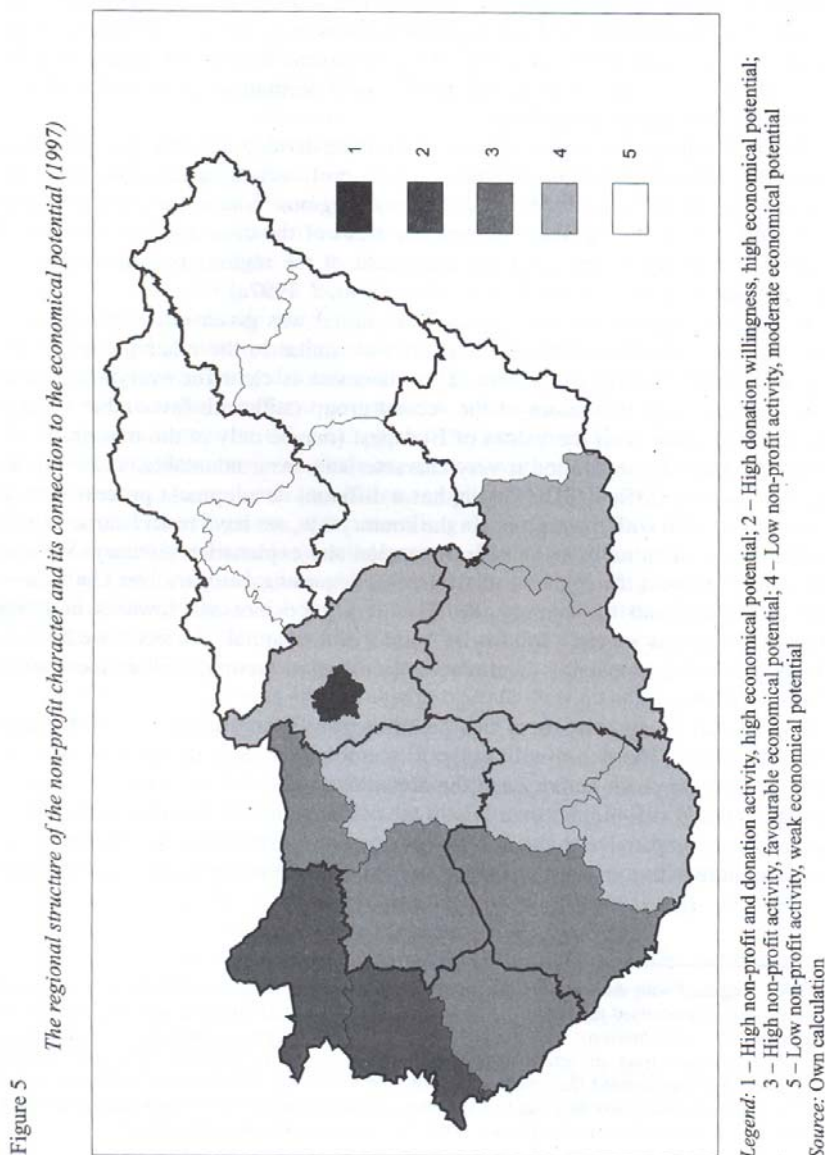 Figure 5
The regional structure of the non-profit character and its connection to the economical potential (1997)
1
2
3
4
5
Legend: 1 – High non-profit and donation activity, high economical potential; 2 – High donation willingness, high economical potential;
3 – High non-profit activity, favourable economical potential; 4 – Low non-profit activity, moderate economical potential
5 – Low non-profit activity, weak economical potential
Source: Own calculation